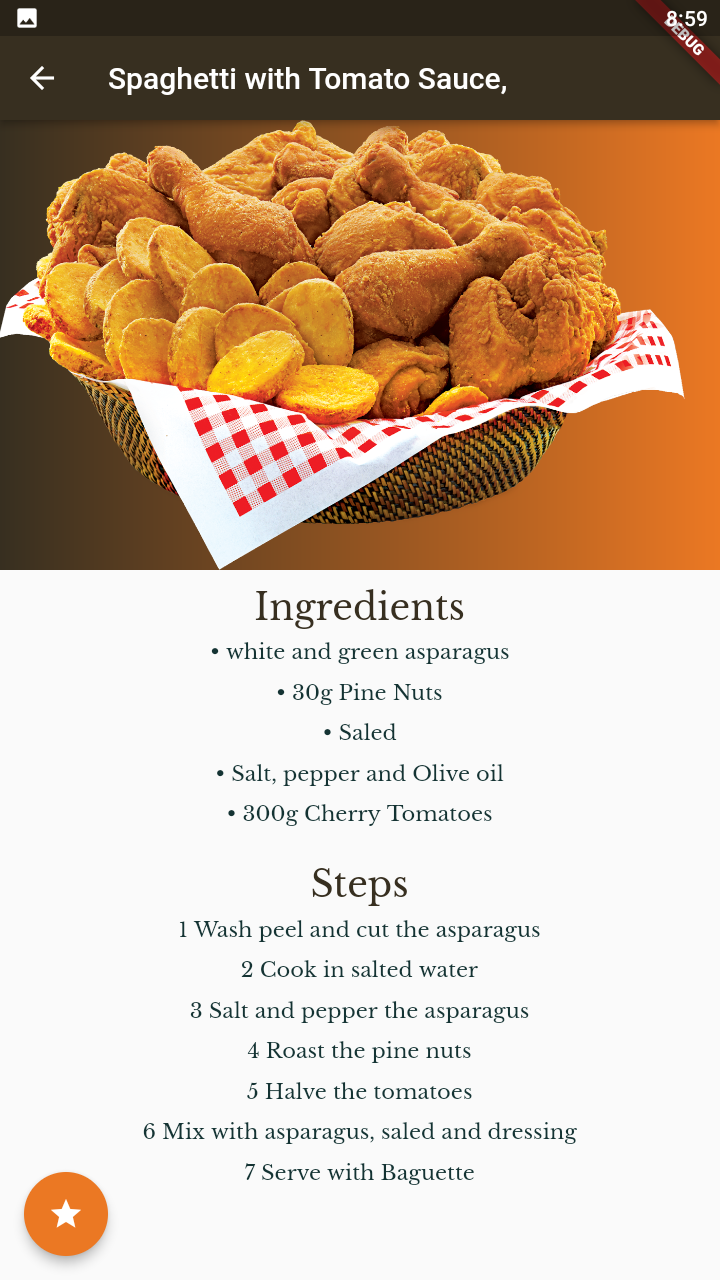 8:59
DEBUG
Spaghetti with Tomato Sauce,
Ingredients
• white and green asparagus
• 30g Pine Nuts
• Saled
• Salt, pepper and Olive oil
• 300g Cherry Tomatoes
Steps
1 Wash peel and cut the asparagus
2 Cook in salted water
3 Salt and pepper the asparagus
4 Roast the pine nuts
5 Halve the tomatoes
6 Mix with asparagus, saled and dressing
7 Serve with Baguette